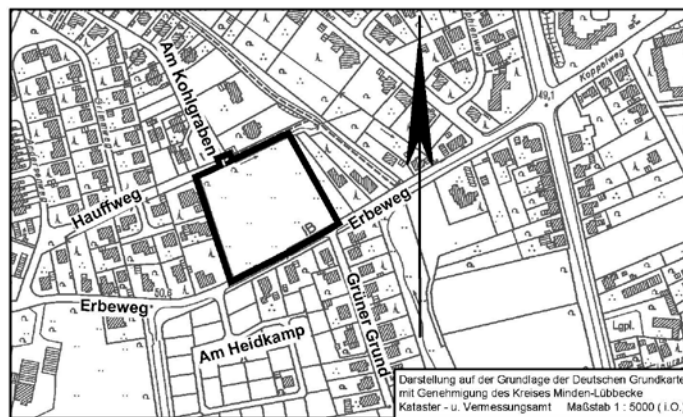 Am Kohlgraben
Koppelweg
49,1
Hauffweg
Erbeweg
50,8
Erbeweg
Grüner Grund
Am Heidkamp
Lgpl.
Darstellung auf der Grundlage der Deutschen Grundkarte
mit Genehmigung des Kreises Minden-Lübbecke
Kataster - u. Vermessungsamt Maßstab 1 : 5000 ( i.O.